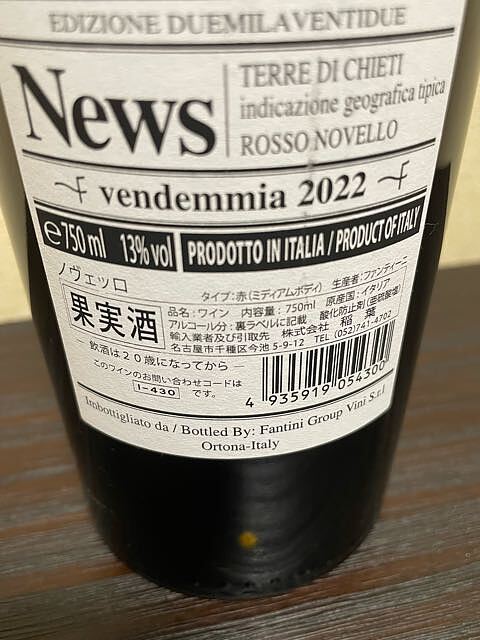 EDIZIONE DUEMILAVENTIDUE
News
TERRE DI CHIETI
indicazione geografica tipica
ROSSO NOVELLO
vendemmia 2022
e 750 ml 13% vol PRODOTTO IN ITALIA / PRODUCT OF ITALY
ノヴェッロ
果実酒
タイプ:赤(ミディアムボディ) 生産者:ファンティーニ
品名:ワイン 内容量:750ml 原産国:イタリア
アルコール分:裏ラベルに記載 酸化防止剤(亜硫酸塩)
輸入業者及び引取先 株式会社 稲葉
名古屋市千種区今池5-9-12 TEL (052)741-4702
飲酒は20歳になってから
このワインのお問い合わせコードは
I-430 です。
4 935919 054300
Imbottigliato da / Bottled By: Fantini Group Vini S.r.l
Ortona-Italy